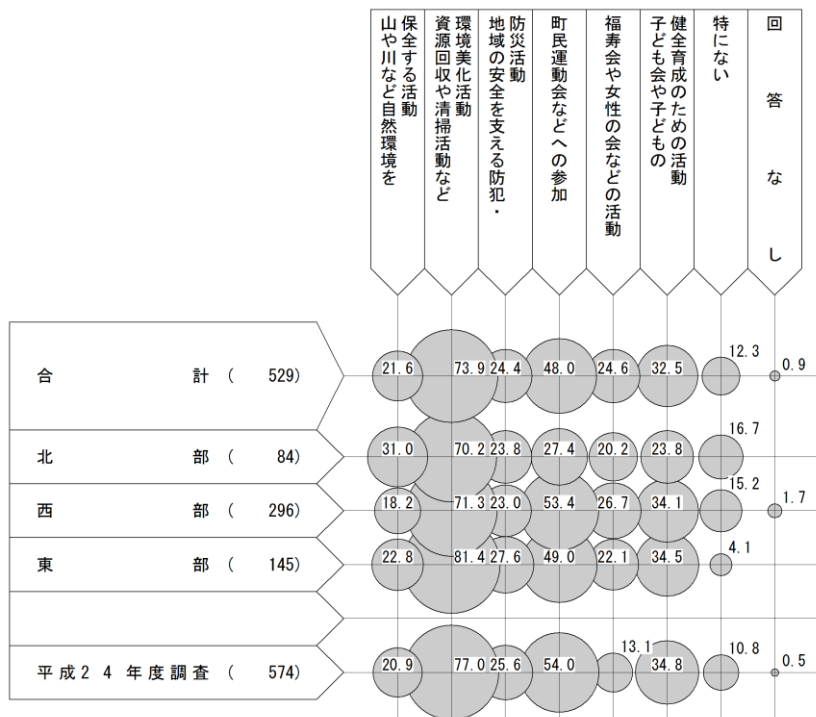 山や川など自然環境を
保全する活動
資源回収や清掃活動など
環境美化活動
地域の安全を支える防犯・
防災活動
町民運動会などへの参加
福寿会や女性の会などの活動
子ども会や子どもの
健全育成のための活動
特にない
回答なし
合計( 529)
21.6 73.9 24.4 48.0 24.6 32.5 12.3 0.9
北部( 84)
31.0 70.2 23.8 27.4 20.2 23.8 16.7
西部( 296)
18.2 71.3 23.0 53.4 26.7 34.1 15.2 1.7
東部( 145)
22.8 81.4 27.6 49.0 22.1 34.5 4.1
平成24年度調査( 574)
20.9 77.0 25.6 54.0 13.1 34.8 10.8 0.5